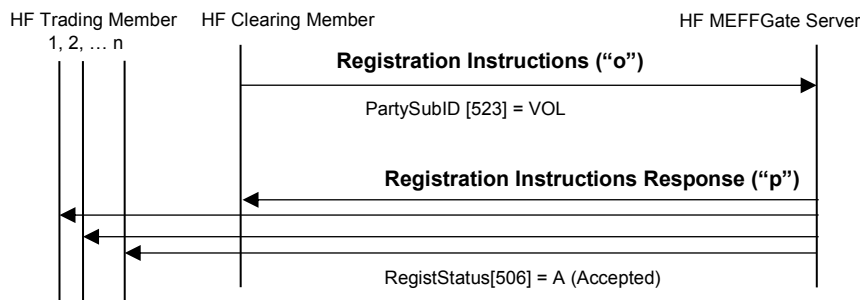 HF Trading Member
1, 2, … n
HF Clearing Member
HF MEFFGate Server
Registration Instructions (“o”)
PartySubID [523] = VOL
Registration Instructions Response (“p”)
RegistStatus[506] = A (Accepted)